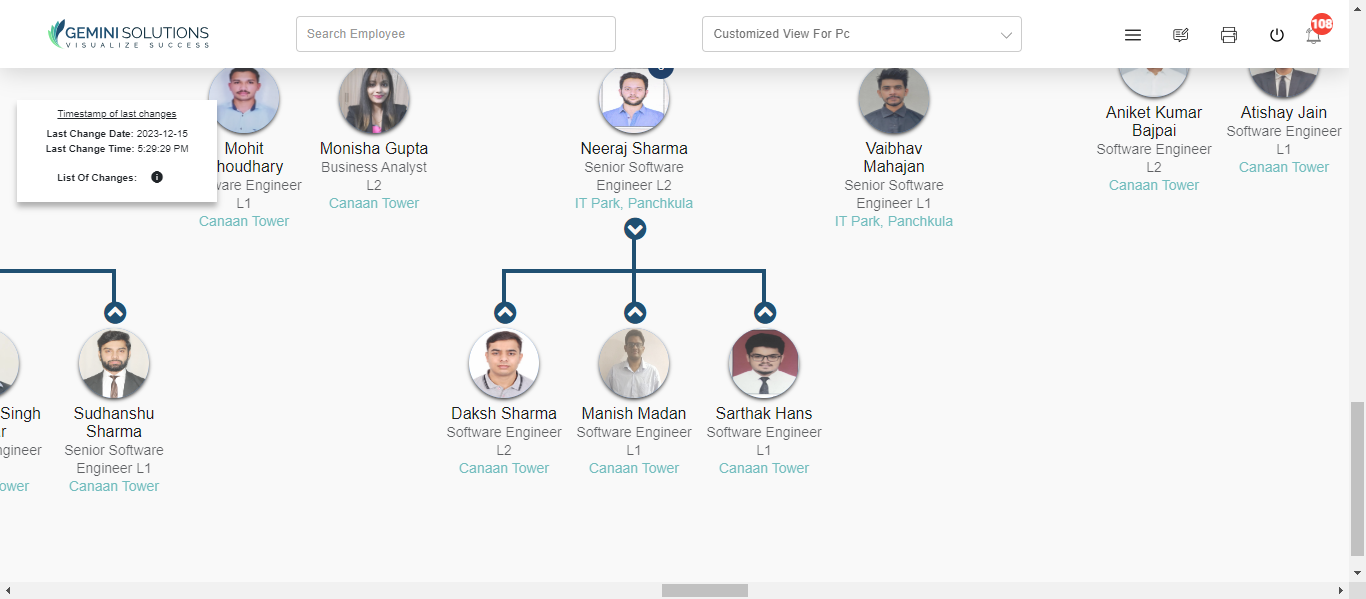 GEMINI SOLUTIONS
VISUALIZE SUCCESS
Search Employee
Customized View For Pc
108
Timestamp of last changes
Last Change Date: 2023-12-15
Last Change Time: 5:29:29 PM
List Of Changes:
Mohit
houdhary
ware Engineer
L1
Canaan Tower
Monisha Gupta
Business Analyst
L2
Canaan Tower
Neeraj Sharma
Senior Software
Engineer L2
IT Park, Panchkula
Vaibhav
Mahajan
Senior Software
Engineer L1
IT Park, Panchkula
Aniket Kumar
Bajpai
Software Engineer
L2
Canaan Tower
Atishay Jain
Software Engineer
L1
Canaan Tower
Singh
r
ngineer
ower
Sudhanshu
Sharma
Senior Software
Engineer L1
Canaan Tower
Daksh Sharma
Software Engineer
L2
Canaan Tower
Manish Madan
Software Engineer
L1
Canaan Tower
Sarthak Hans
Software Engineer
L1
Canaan Tower